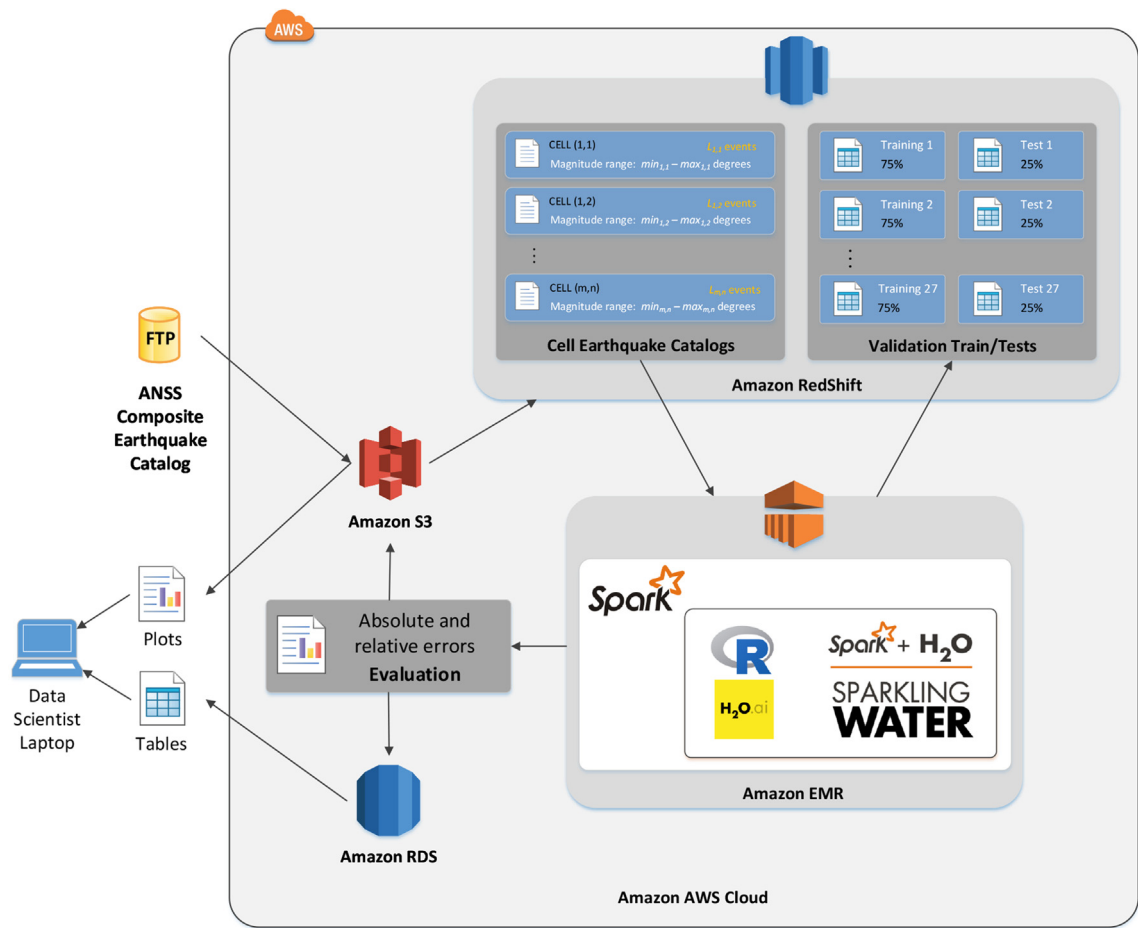 AWS
CELL (1,1) L1,1 events
Magnitude range: min1,1 – max1,1 degrees
CELL (1,2) L1,2 events
Magnitude range: min1,2 – max1,2 degrees
⋮
CELL (m,n) Lm,n events
Magnitude range: minm,n – maxm,n degrees
Cell Earthquake Catalogs
Training 1
75%
Test 1
25%
Training 2
75%
Test 2
25%
⋮
Training 27
75%
Test 27
25%
Validation Train/Tests
Amazon RedShift
FTP
ANSS
Composite
Earthquake
Catalog
Amazon S3
Plots
Tables
Data
Scientist
Laptop
Absolute and
relative errors
Evaluation
Amazon RDS
Spark
R
H2O.ai
Spark + H2O
SPARKLING
WATER
Amazon EMR
Amazon AWS Cloud